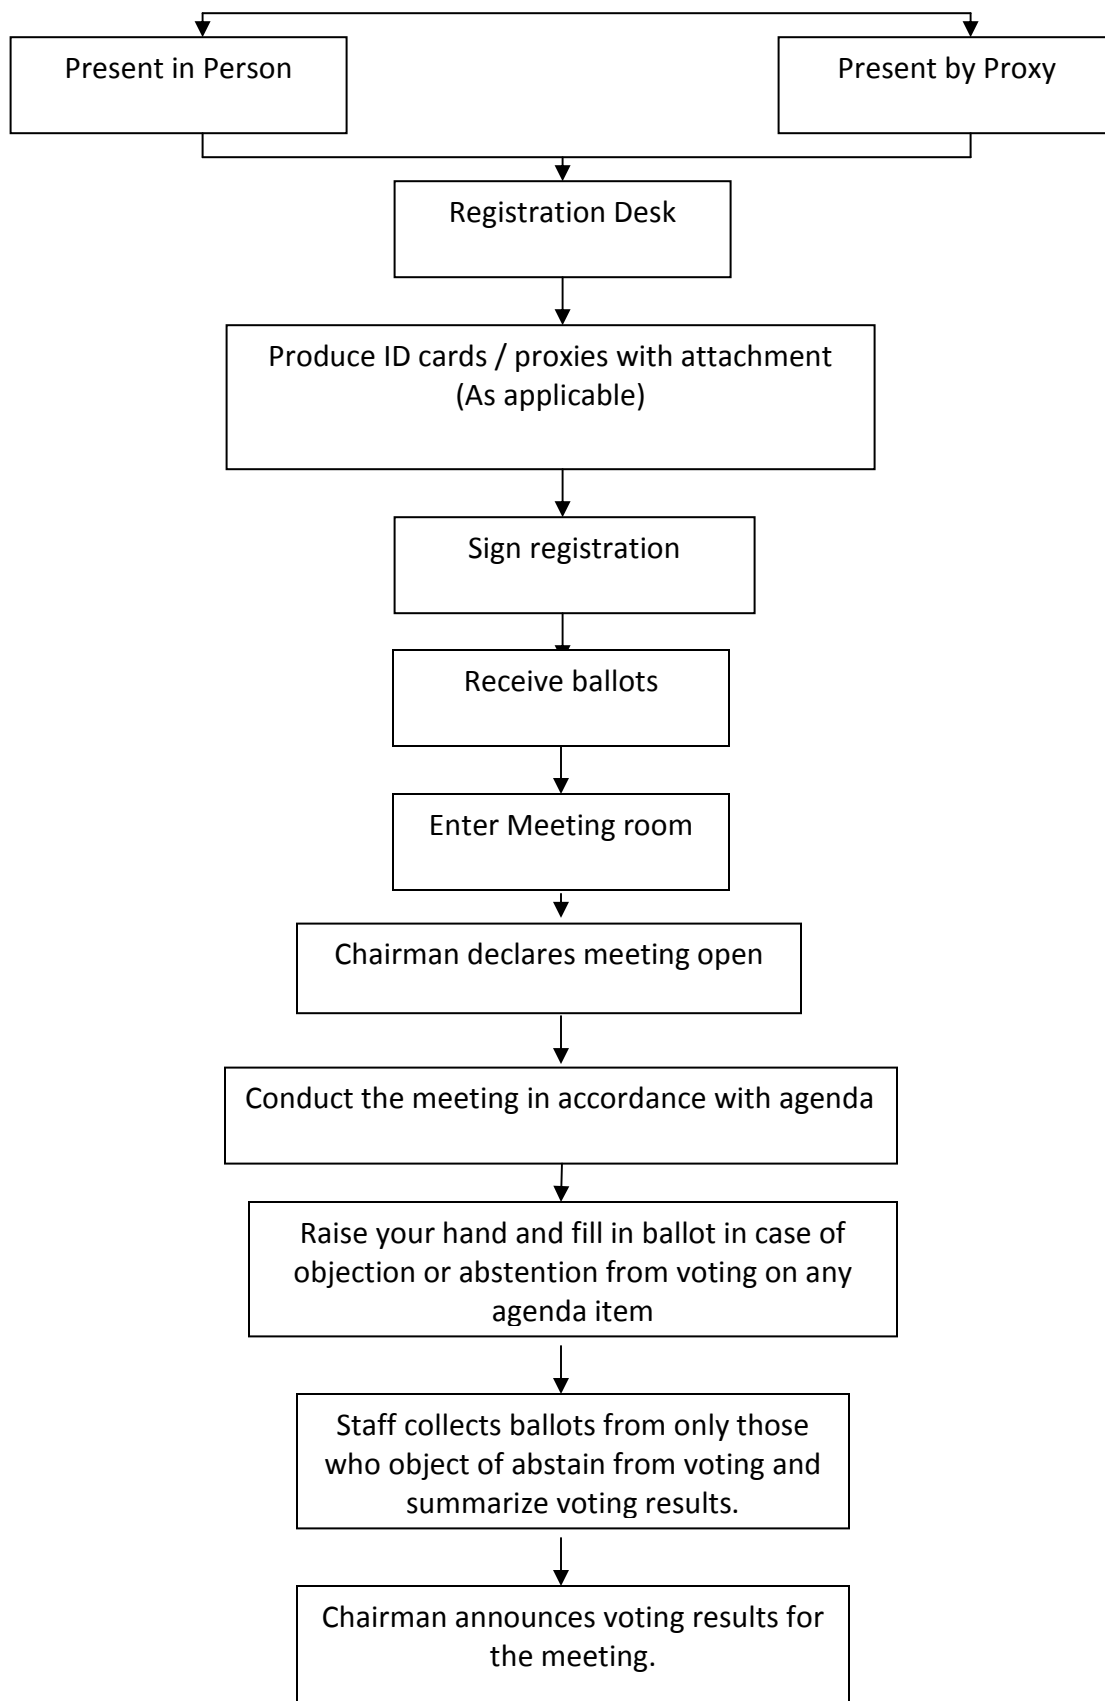 Present in Person
Present by Proxy
Registration Desk
Produce ID cards / proxies with attachment
(As applicable)
Sign registration
Receive ballots
Enter Meeting room
Chairman declares meeting open
Conduct the meeting in accordance with agenda
Raise your hand and fill in ballot in case of
objection or abstention from voting on any
agenda item
Staff collects ballots from only those
who object of abstain from voting and
summarize voting results.
Chairman announces voting results for
the meeting.